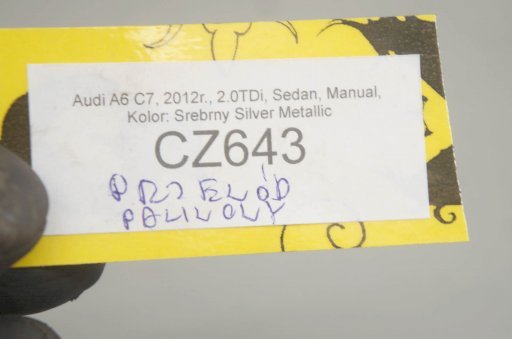 Audi A6 C7, 2012r., 2.0TDi, Sedan, Manual,
Kolor: Srebrny Silver Metallic
CZ643
PRZEWÓD
PALIWOWY